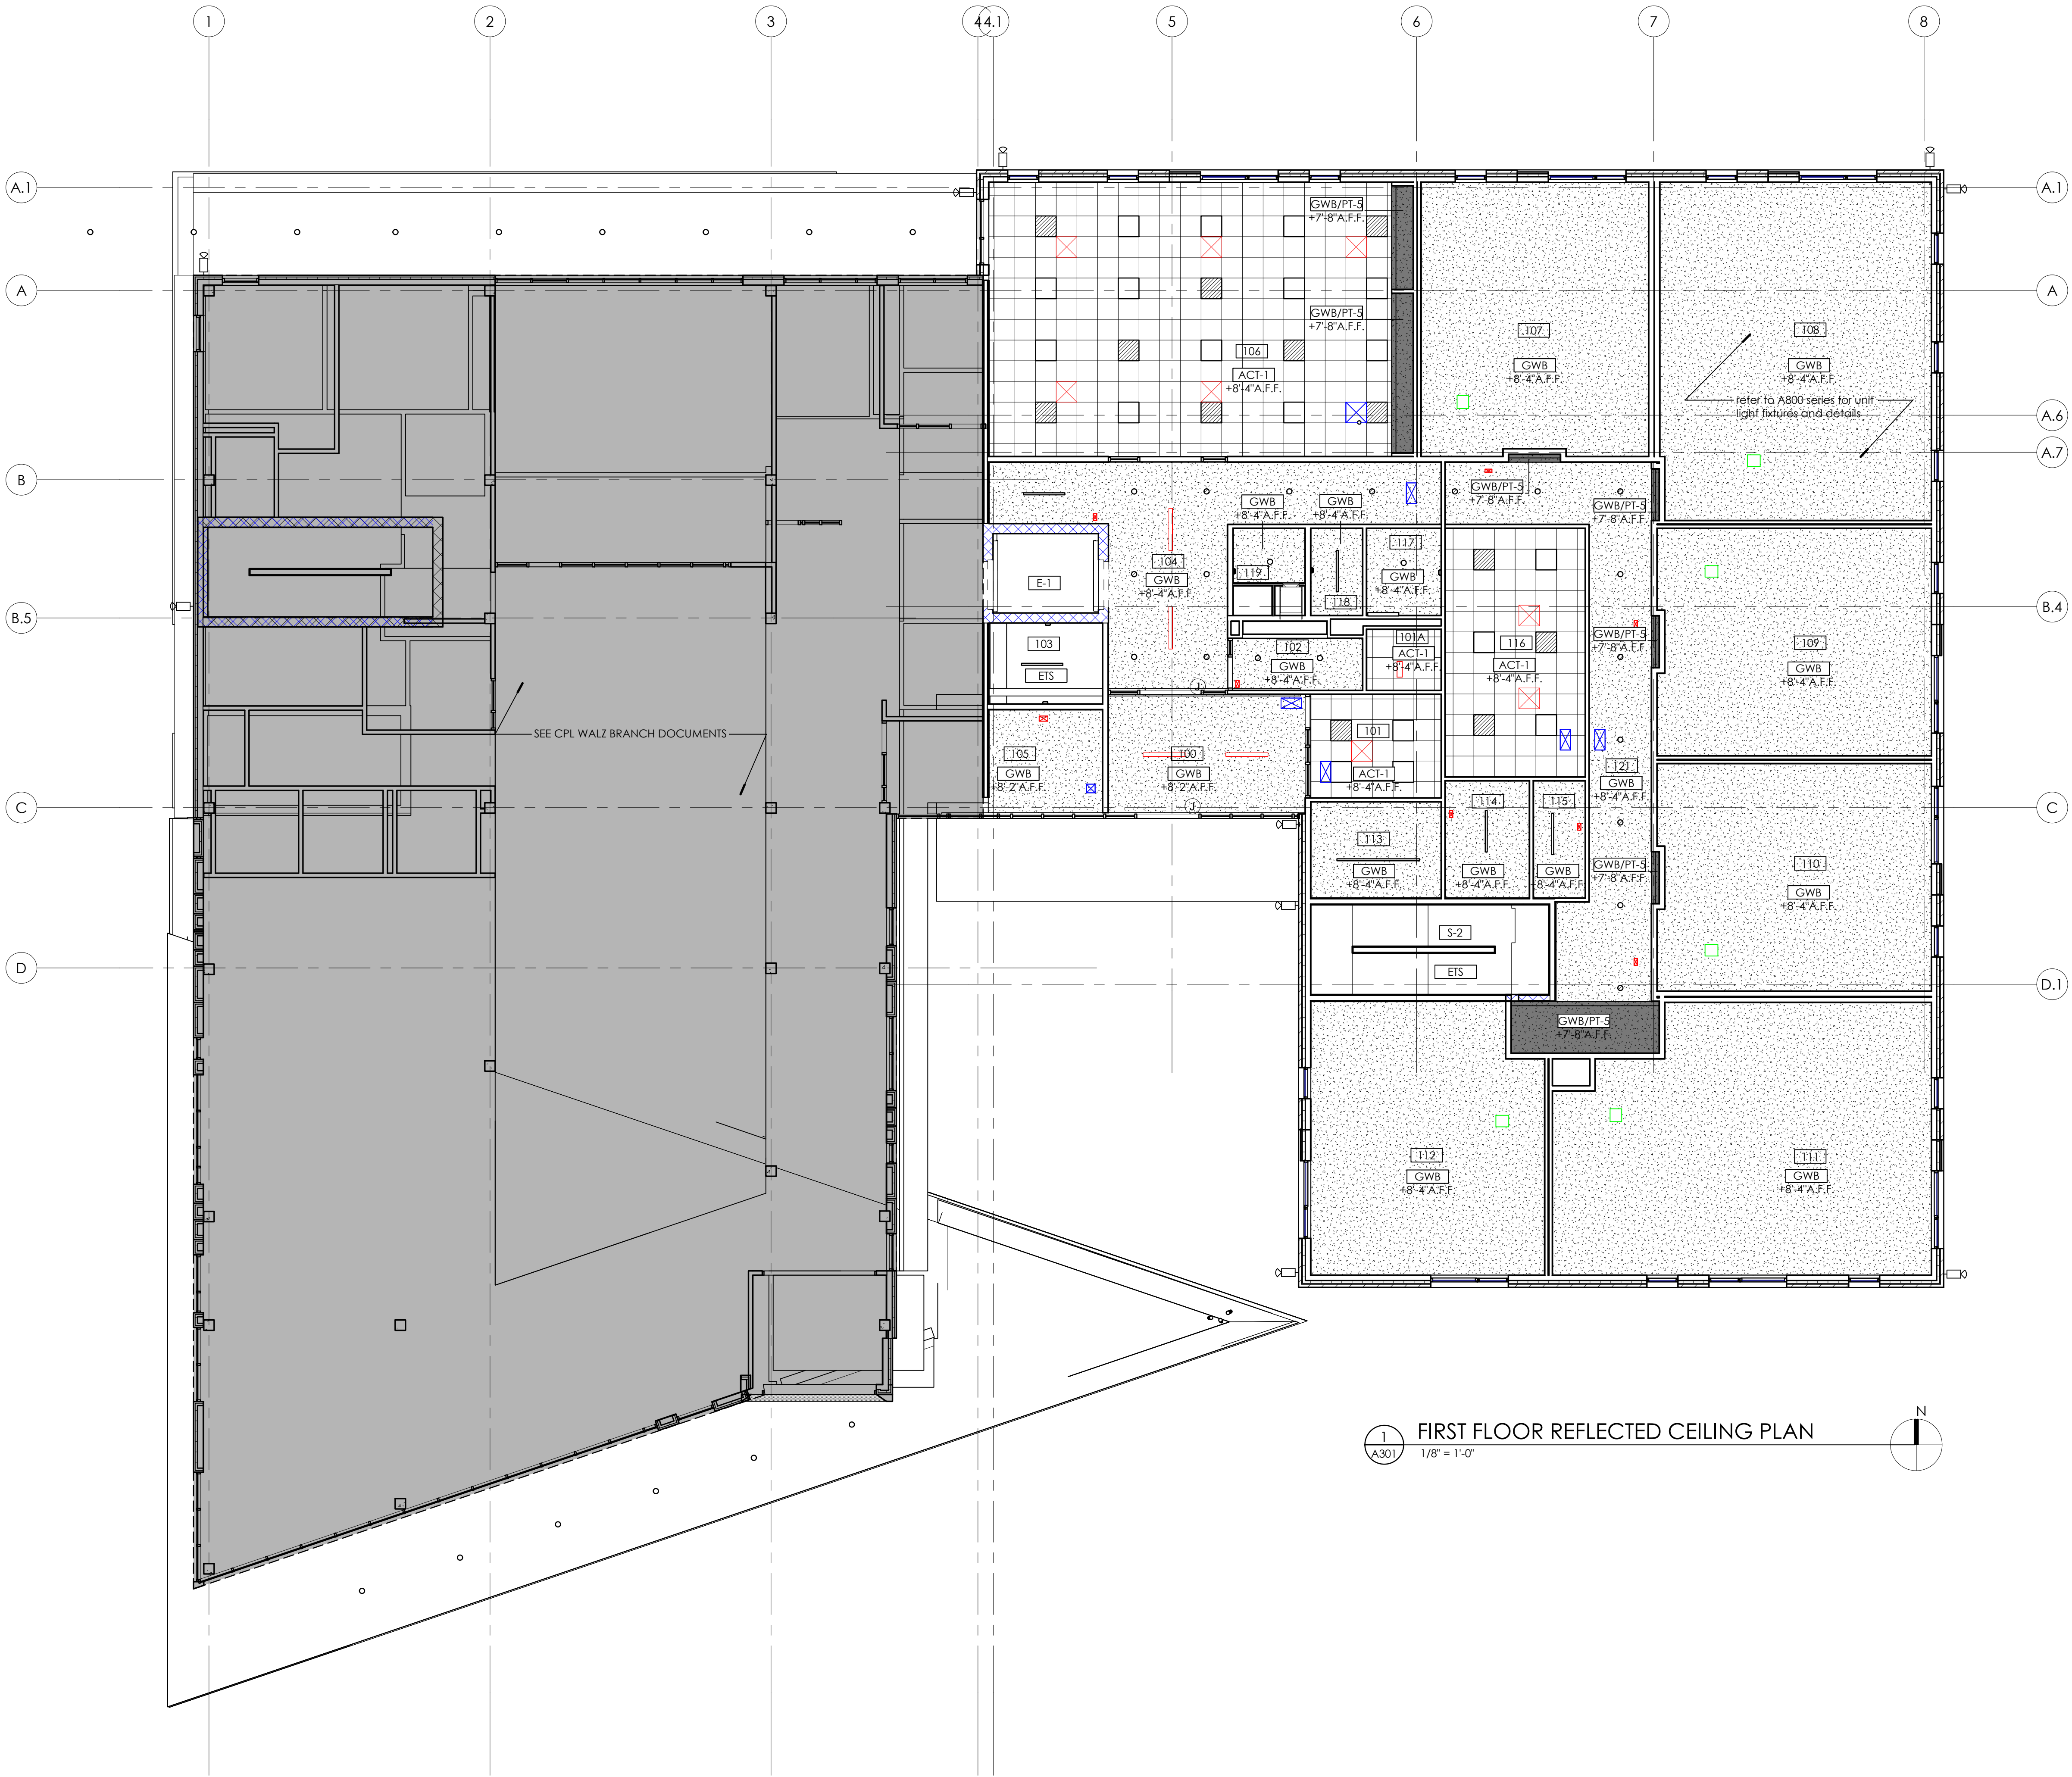 1
2
3
4
4.1
5
6
7
8
A.1
A.1
GWB/PT-5
+7'-8"A.F.F.
A
A
GWB/PT-5
+7'-8"A.F.F.
106
ACT-1
+8'-4"A.F.F.
107
GWB
+8'-4"A.F.F.
108
GWB
+8'-4"A.F.F.
refer to A800 series for unit
light fixtures and details
A.6
A.7
B
GWB
+8'-4"A.F.F.
GWB
+8'-4"A.F.F.
GWB/PT-5
+7'-8"A.F.F.
GWB/PT-5
+7'-8"A.F.F.
104
GWB
+8'-4"A.F.F.
E-1
119
118
117
GWB
+8'-4"A.F.F.
B.5
B.4
103
ETS
102
GWB
+8'-4"A.F.F.
101A
ACT-1
+8'-4"A.F.F.
116
ACT-1
+8'-4"A.F.F.
GWB/PT-5
+7'-8"A.F.F.
109
GWB
+8'-4"A.F.F.
J
SEE CPL WALZ BRANCH DOCUMENTS
105
GWB
+8'-2"A.F.F.
100
GWB
+8'-2"A.F.F.
101
ACT-1
+8'-4"A.F.F.
121
GWB
+8'-4"A.F.F.
C
J
C
113
GWB
+8'-4"A.F.F.
114
GWB
+8'-4"A.F.F.
115
GWB
+8'-4"A.F.F.
GWB/PT-5
+7'-8"A.F.F.
110
GWB
+8'-4"A.F.F.
S-2
ETS
D
D.1
GWB/PT-5
+7'-8"A.F.F.
112
GWB
+8'-4"A.F.F.
111
GWB
+8'-4"A.F.F.
1
A301
FIRST FLOOR REFLECTED CEILING PLAN
1/8" = 1'-0"
N